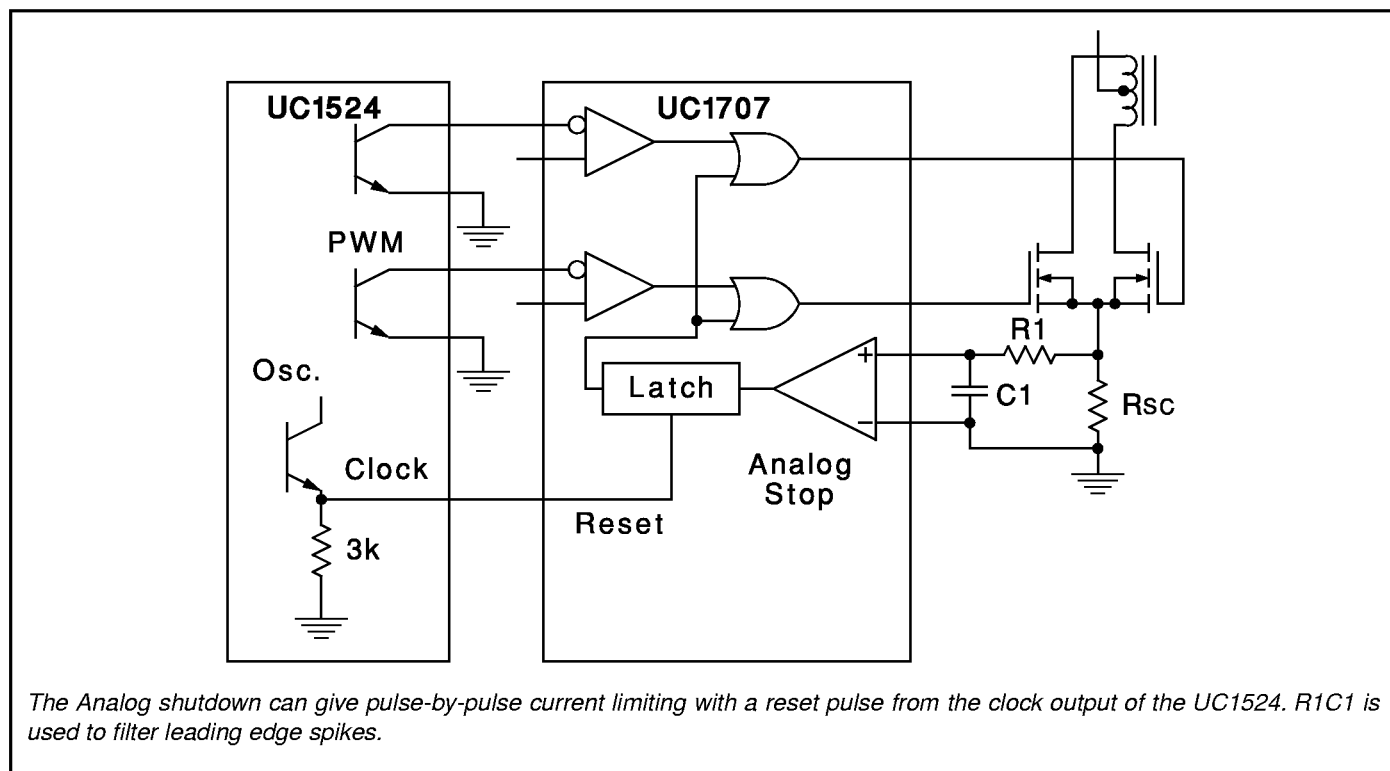 UC1524
UC1707
PWM
R1
Osc.
+
C1
Rsc
Latch
−
Clock
Analog
Stop
Reset
3k
The Analog shutdown can give pulse-by-pulse current limiting with a reset pulse from the clock output of the UC1524. R1C1 is
used to filter leading edge spikes.